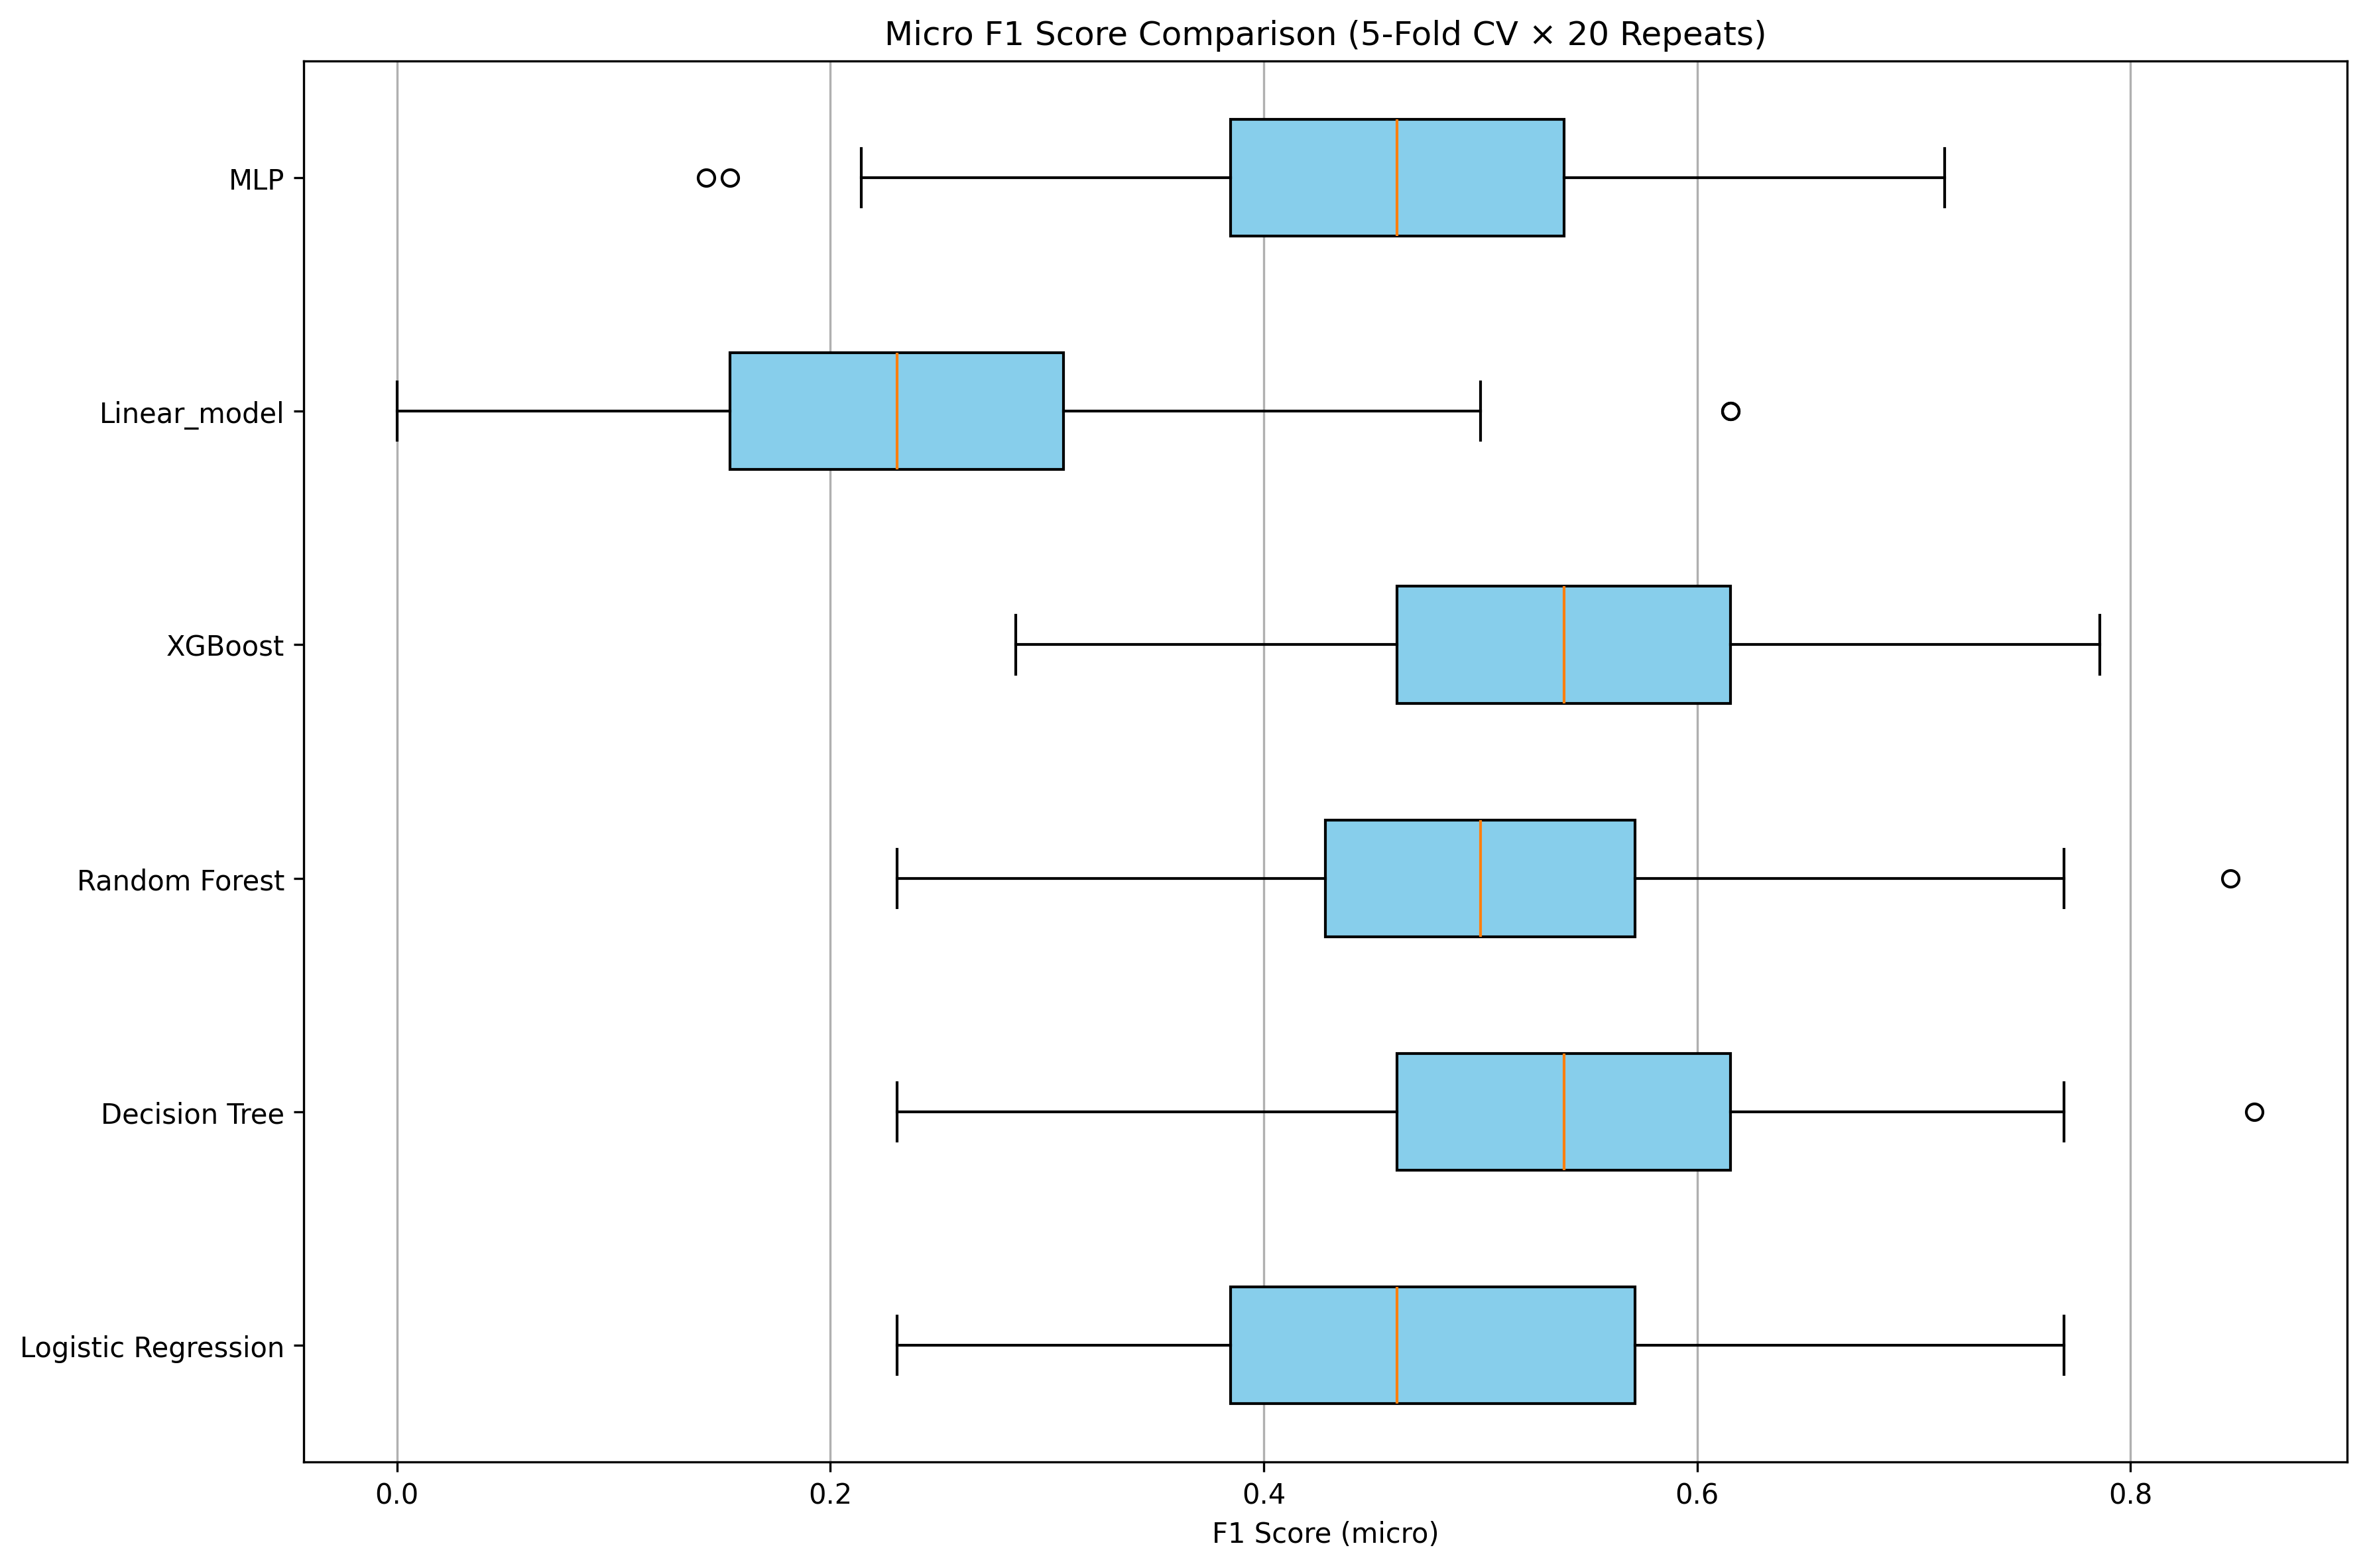 Micro F1 Score Comparison (5-Fold CV × 20 Repeats)
MLP
Linear_model
XGBoost
Random Forest
Decision Tree
Logistic Regression
0.0 0.2 0.4 0.6 0.8
F1 Score (micro)